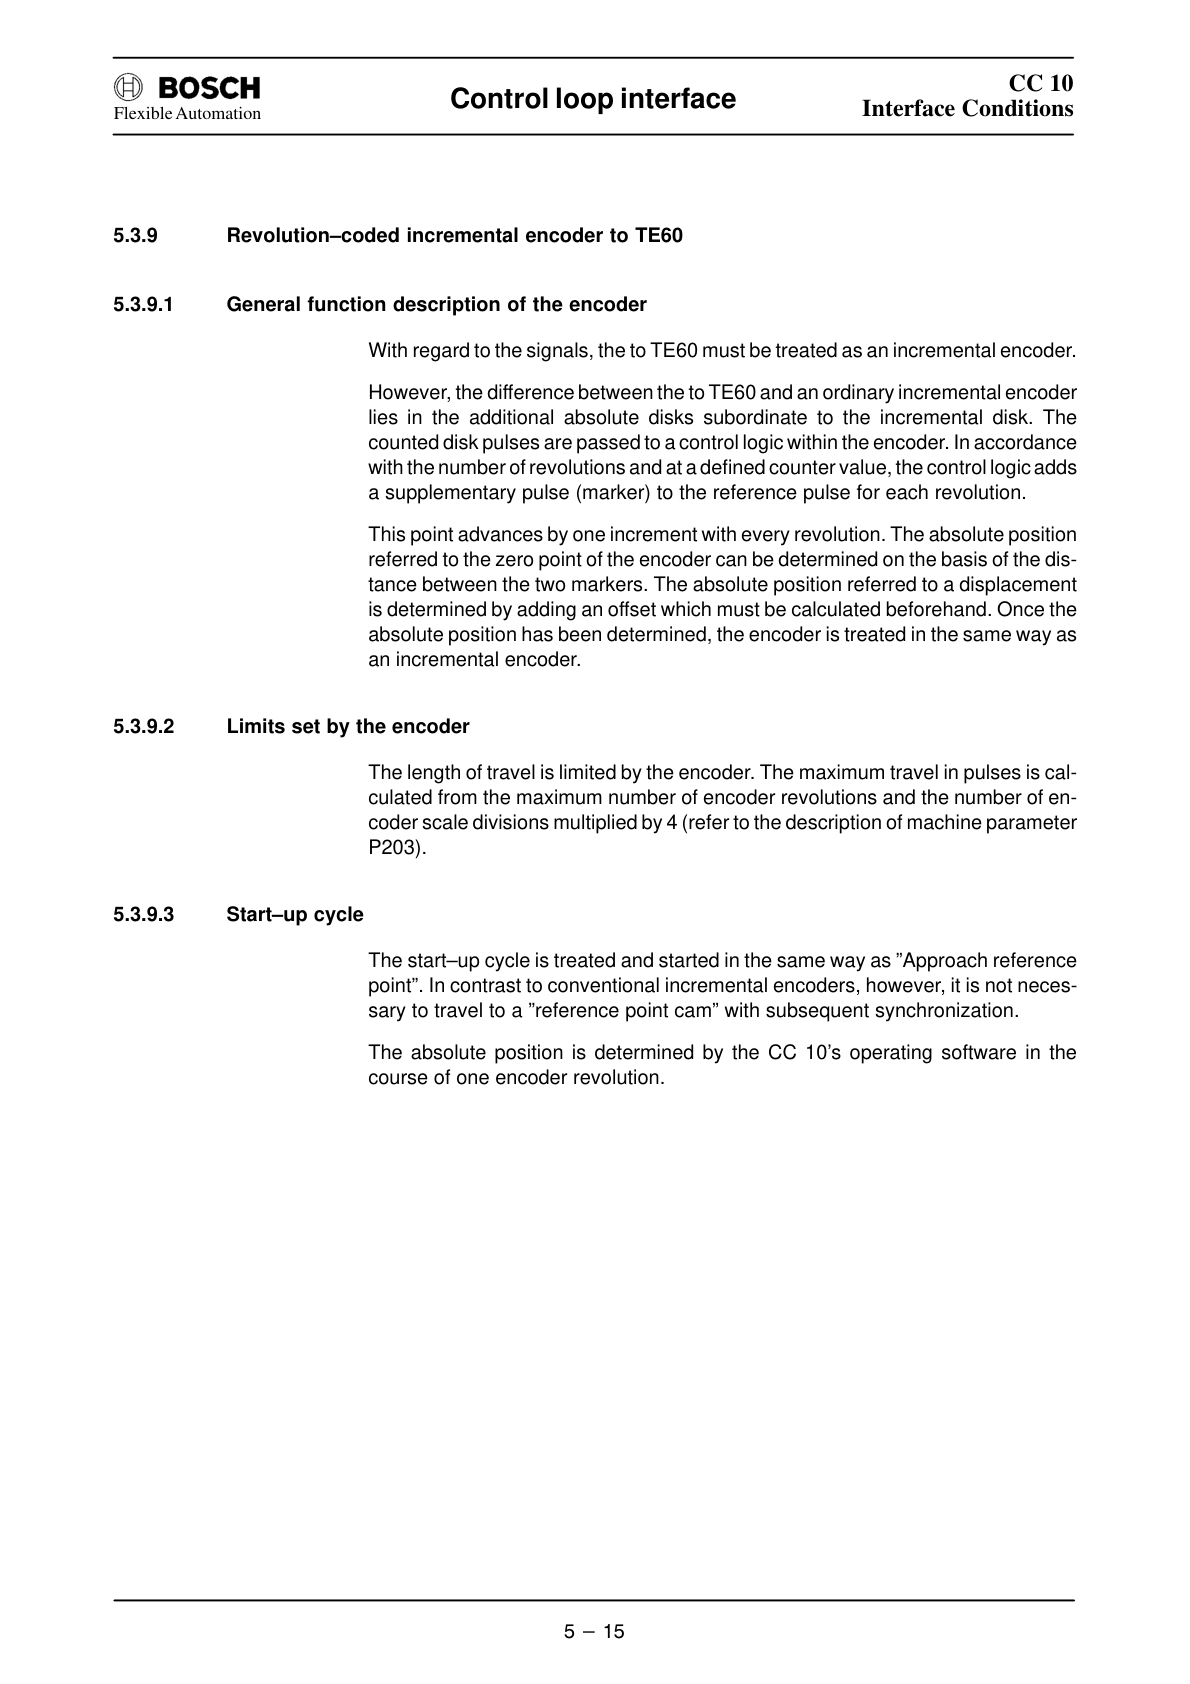 BOSCH
Flexible Automation
Control loop interface
CC 10
Interface Conditions
5.3.9 Revolution–coded incremental encoder to TE60
5.3.9.1 General function description of the encoder
With regard to the signals, the to TE60 must be treated as an incremental encoder.
However, the difference between the to TE60 and an ordinary incremental encoder
lies in the additional absolute disks subordinate to the incremental disk. The
counted disk pulses are passed to a control logic within the encoder. In accordance
with the number of revolutions and at a defined counter value, the control logic adds
a supplementary pulse (marker) to the reference pulse for each revolution.
This point advances by one increment with every revolution. The absolute position
referred to the zero point of the encoder can be determined on the basis of the dis-
tance between the two markers. The absolute position referred to a displacement
is determined by adding an offset which must be calculated beforehand. Once the
absolute position has been determined, the encoder is treated in the same way as
an incremental encoder.
5.3.9.2 Limits set by the encoder
The length of travel is limited by the encoder. The maximum travel in pulses is cal-
culated from the maximum number of encoder revolutions and the number of en-
coder scale divisions multiplied by 4 (refer to the description of machine parameter
P203).
5.3.9.3 Start–up cycle
The start–up cycle is treated and started in the same way as ”Approach reference
point”. In contrast to conventional incremental encoders, however, it is not neces-
sary to travel to a ”reference point cam” with subsequent synchronization.
The absolute position is determined by the CC 10’s operating software in the
course of one encoder revolution.
5 – 15